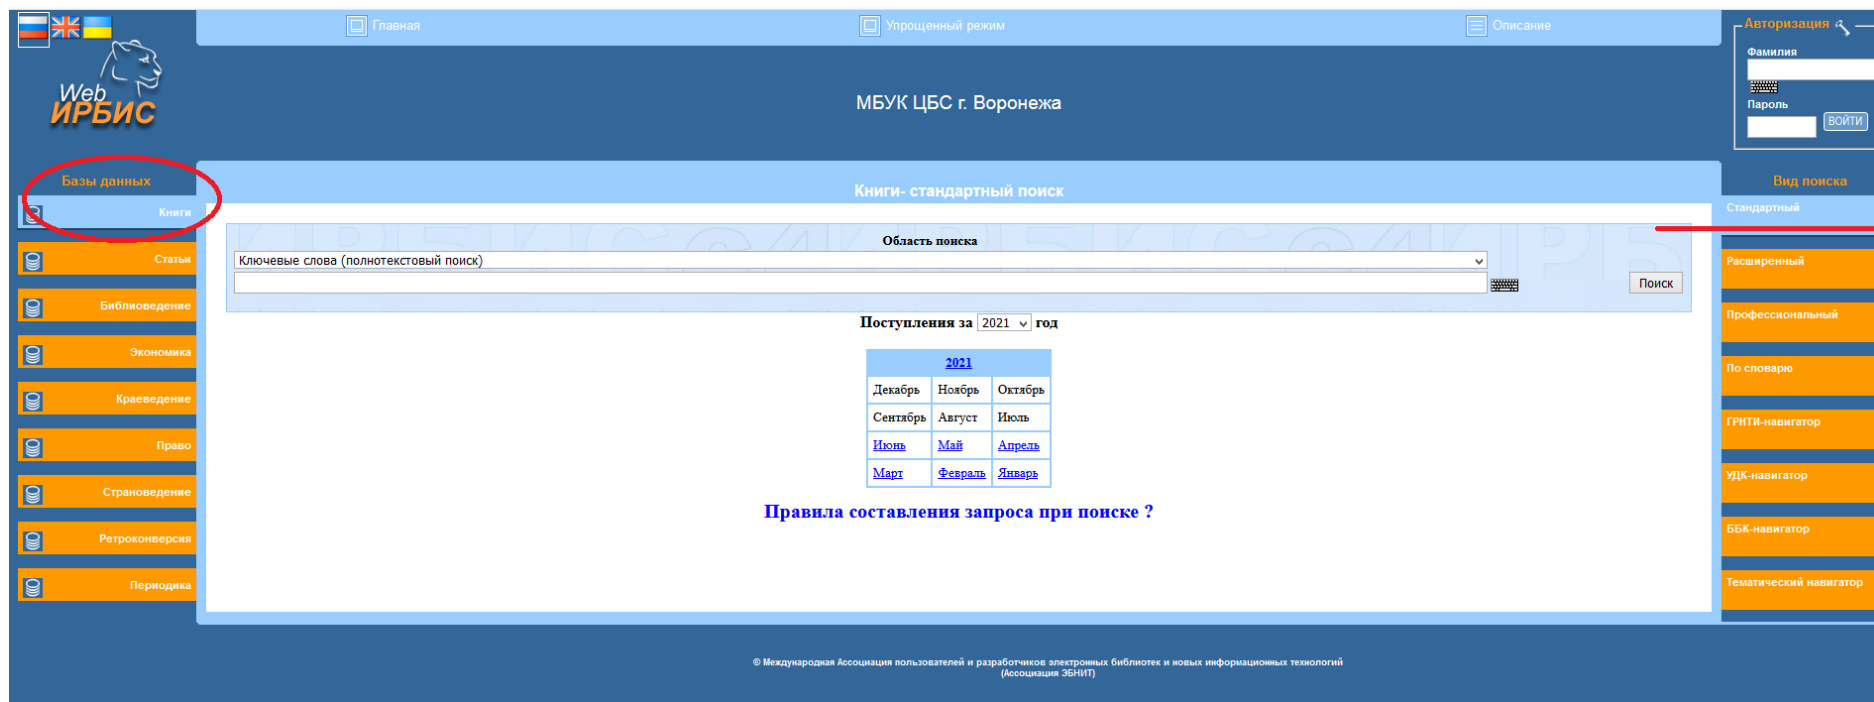 Главная
Упрощенный режим
Описание
Авторизация
Фамилия
Пароль
ВОЙТИ
Web
ИРБИС
МБУК ЦБС г. Воронежа
Базы данных
Книги
Статьи
Библиоведение
Экономика
Краеведение
Право
Страноведение
Ретроконверсия
Периодика
Книги- стандартный поиск
Область поиска
Ключевые слова (полнотекстовый поиск)
Поиск
Поступления за 2021 год
2021
Декабрь Ноябрь Октябрь
Сентябрь Август Июль
Июнь Май Апрель
Март Февраль Январь
Правила составления запроса при поиске ?
Вид поиска
Стандартный
Расширенный
Профессиональный
По словарю
ГРНТИ-навигатор
УДК-навигатор
ББК-навигатор
Тематический навигатор
© Международная Ассоциация пользователей и разработчиков электронных библиотек и новых информационных технологий
(Ассоциация ЭБНИТ)